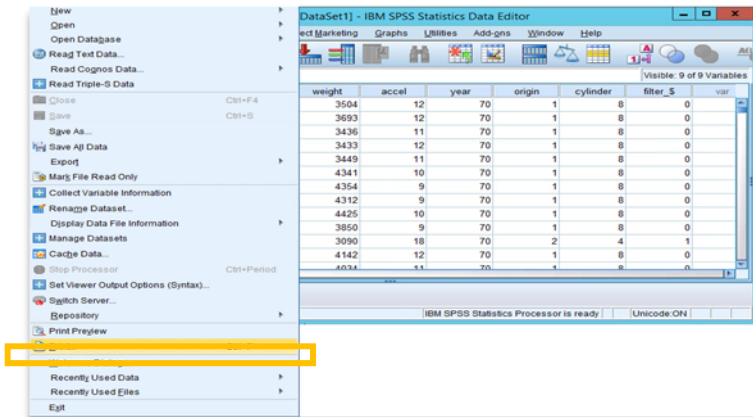 New
Open
Open Database
Read Text Data...
Read Cognos Data...
Read Triple-S Data
Close Ctrl+F4
Save Ctrl+S
Save As...
Save All Data
Export
Mark File Read Only
Collect Variable Information
Rename Dataset...
Display Data File Information
Manage Datasets
Cache Data...
Stop Processor Ctrl+Period
Set Viewer Output Options (Syntax)...
Switch Server...
Repository
Print Preview
Recently Used Data
Recently Used Files
Exit
DataSet1] - IBM SPSS Statistics Data Editor
ect Marketing Graphs Utilities Add-ons Window Help
Visible: 9 of 9 Variables
weight accel year origin cylinder filter_$ var
3504 12 70 1 8 0
3693 12 70 1 8 0
3436 11 70 1 8 0
3433 12 70 1 8 0
3449 11 70 1 8 0
4341 10 70 1 8 0
4354 9 70 1 8 0
4312 9 70 1 8 0
4425 10 70 1 8 0
3850 9 70 1 8 0
3090 18 70 2 4 1
4142 12 70 1 8 0
4034 11 70 1 8 0
IBM SPSS Statistics Processor is ready Unicode:ON